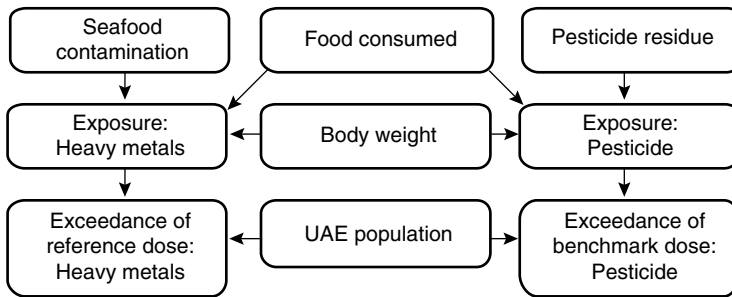 Seafood
contamination
Food consumed
Pesticide residue
Exposure:
Heavy metals
Body weight
Exposure:
Pesticide
Exceedance of
reference dose:
Heavy metals
UAE population
Exceedance of
benchmark dose:
Pesticide